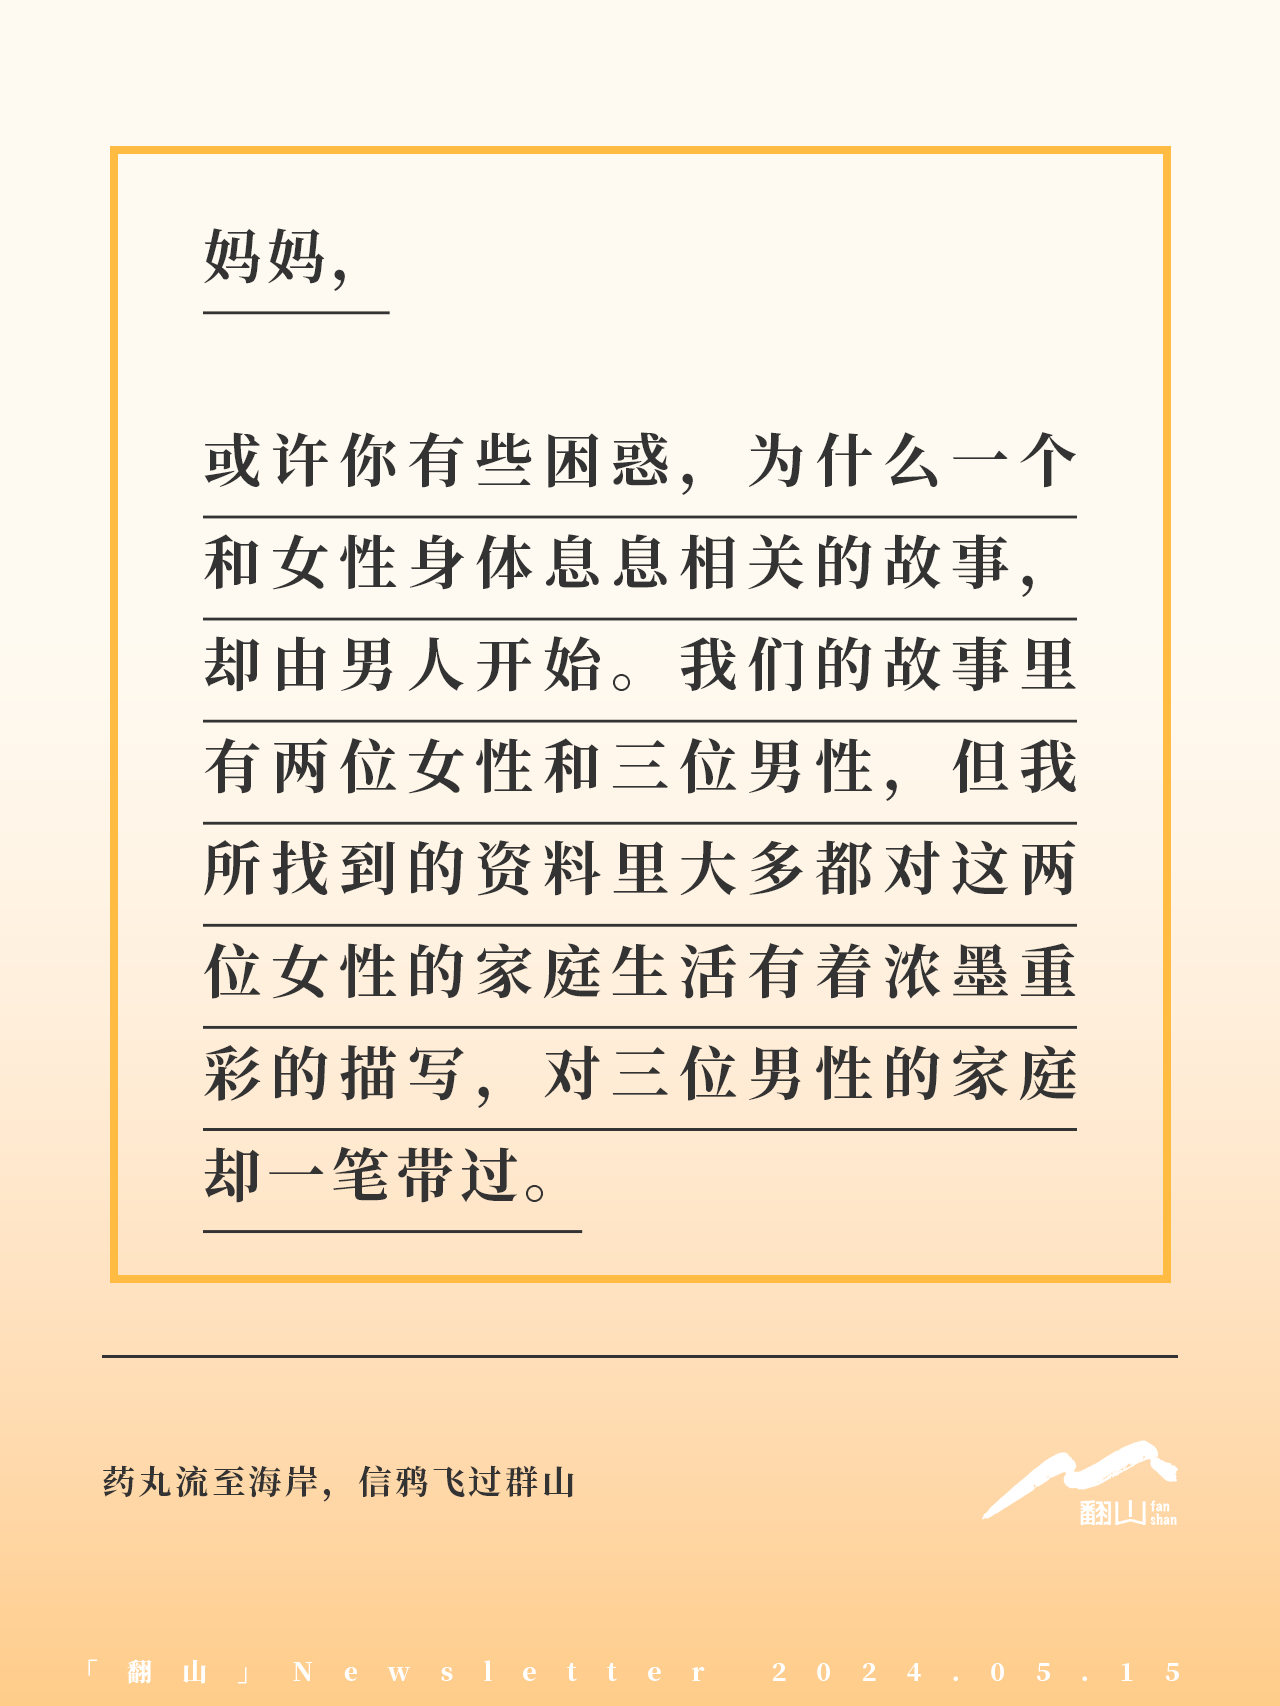 妈妈，
或许你有些困惑，为什么一个
和女性身体息息相关的故事，
却由男人开始。我们的故事里
有两位女性和三位男性，但我
所找到的资料里大多都对这两
位女性的家庭生活有着浓墨重
彩的描写，对三位男性的家庭
却一笔带过。
药丸流至海岸，信鸦飞过群山
翻山 fan
shan
「翻山」Newsletter 2024.05.15